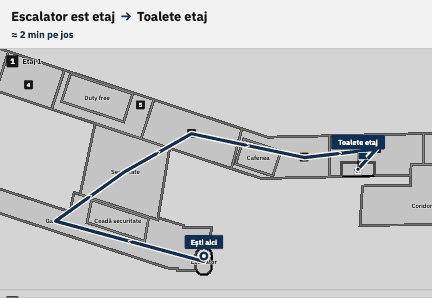 Escalator est etaj → Toalete etaj
≈ 2 min pe jos
1 Etaj 1
4
Duty free
5
Toalete etaj
Cafenea
Coadă securitate
Coridor
Ești aici